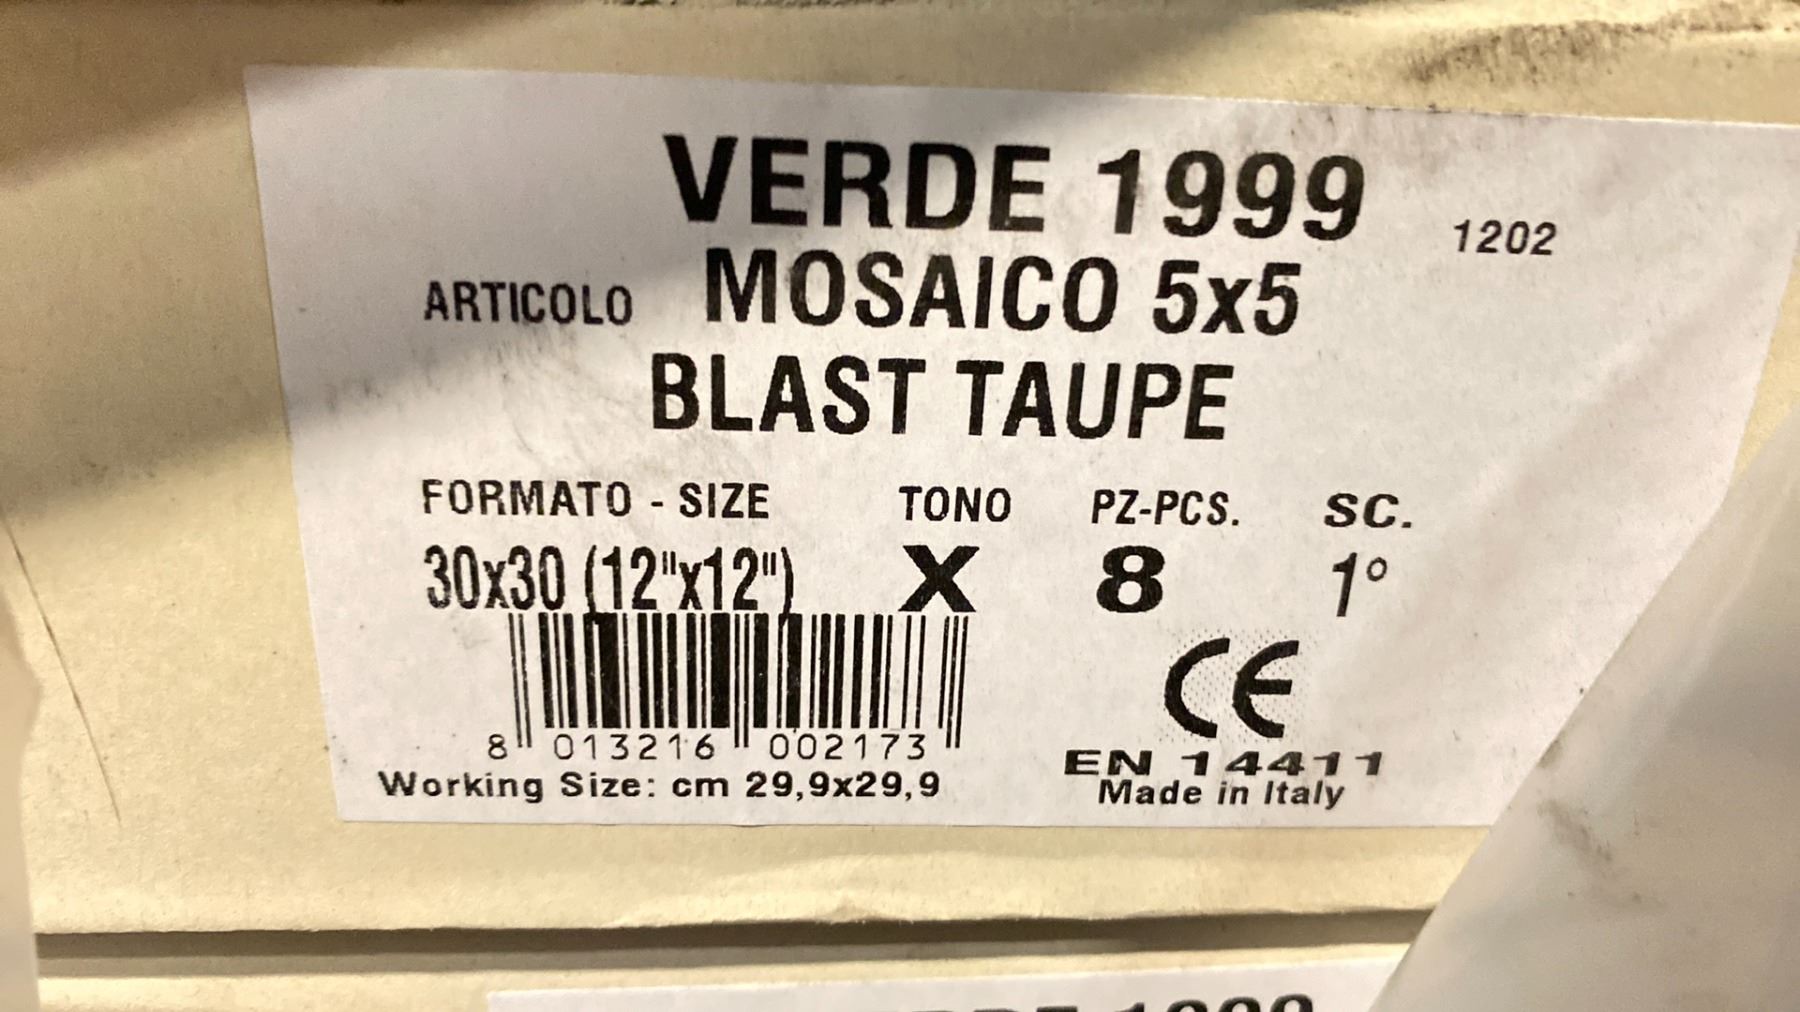 VERDE 1999 1202
ARTICOLO MOSAICO 5x5
BLAST TAUPE
FORMATO - SIZE TONO PZ-PCS. SC.
30x30 (12"x12") X 8 1°
CE
8 013216 002173
EN 14411
Working Size: cm 29,9x29,9
Made in Italy